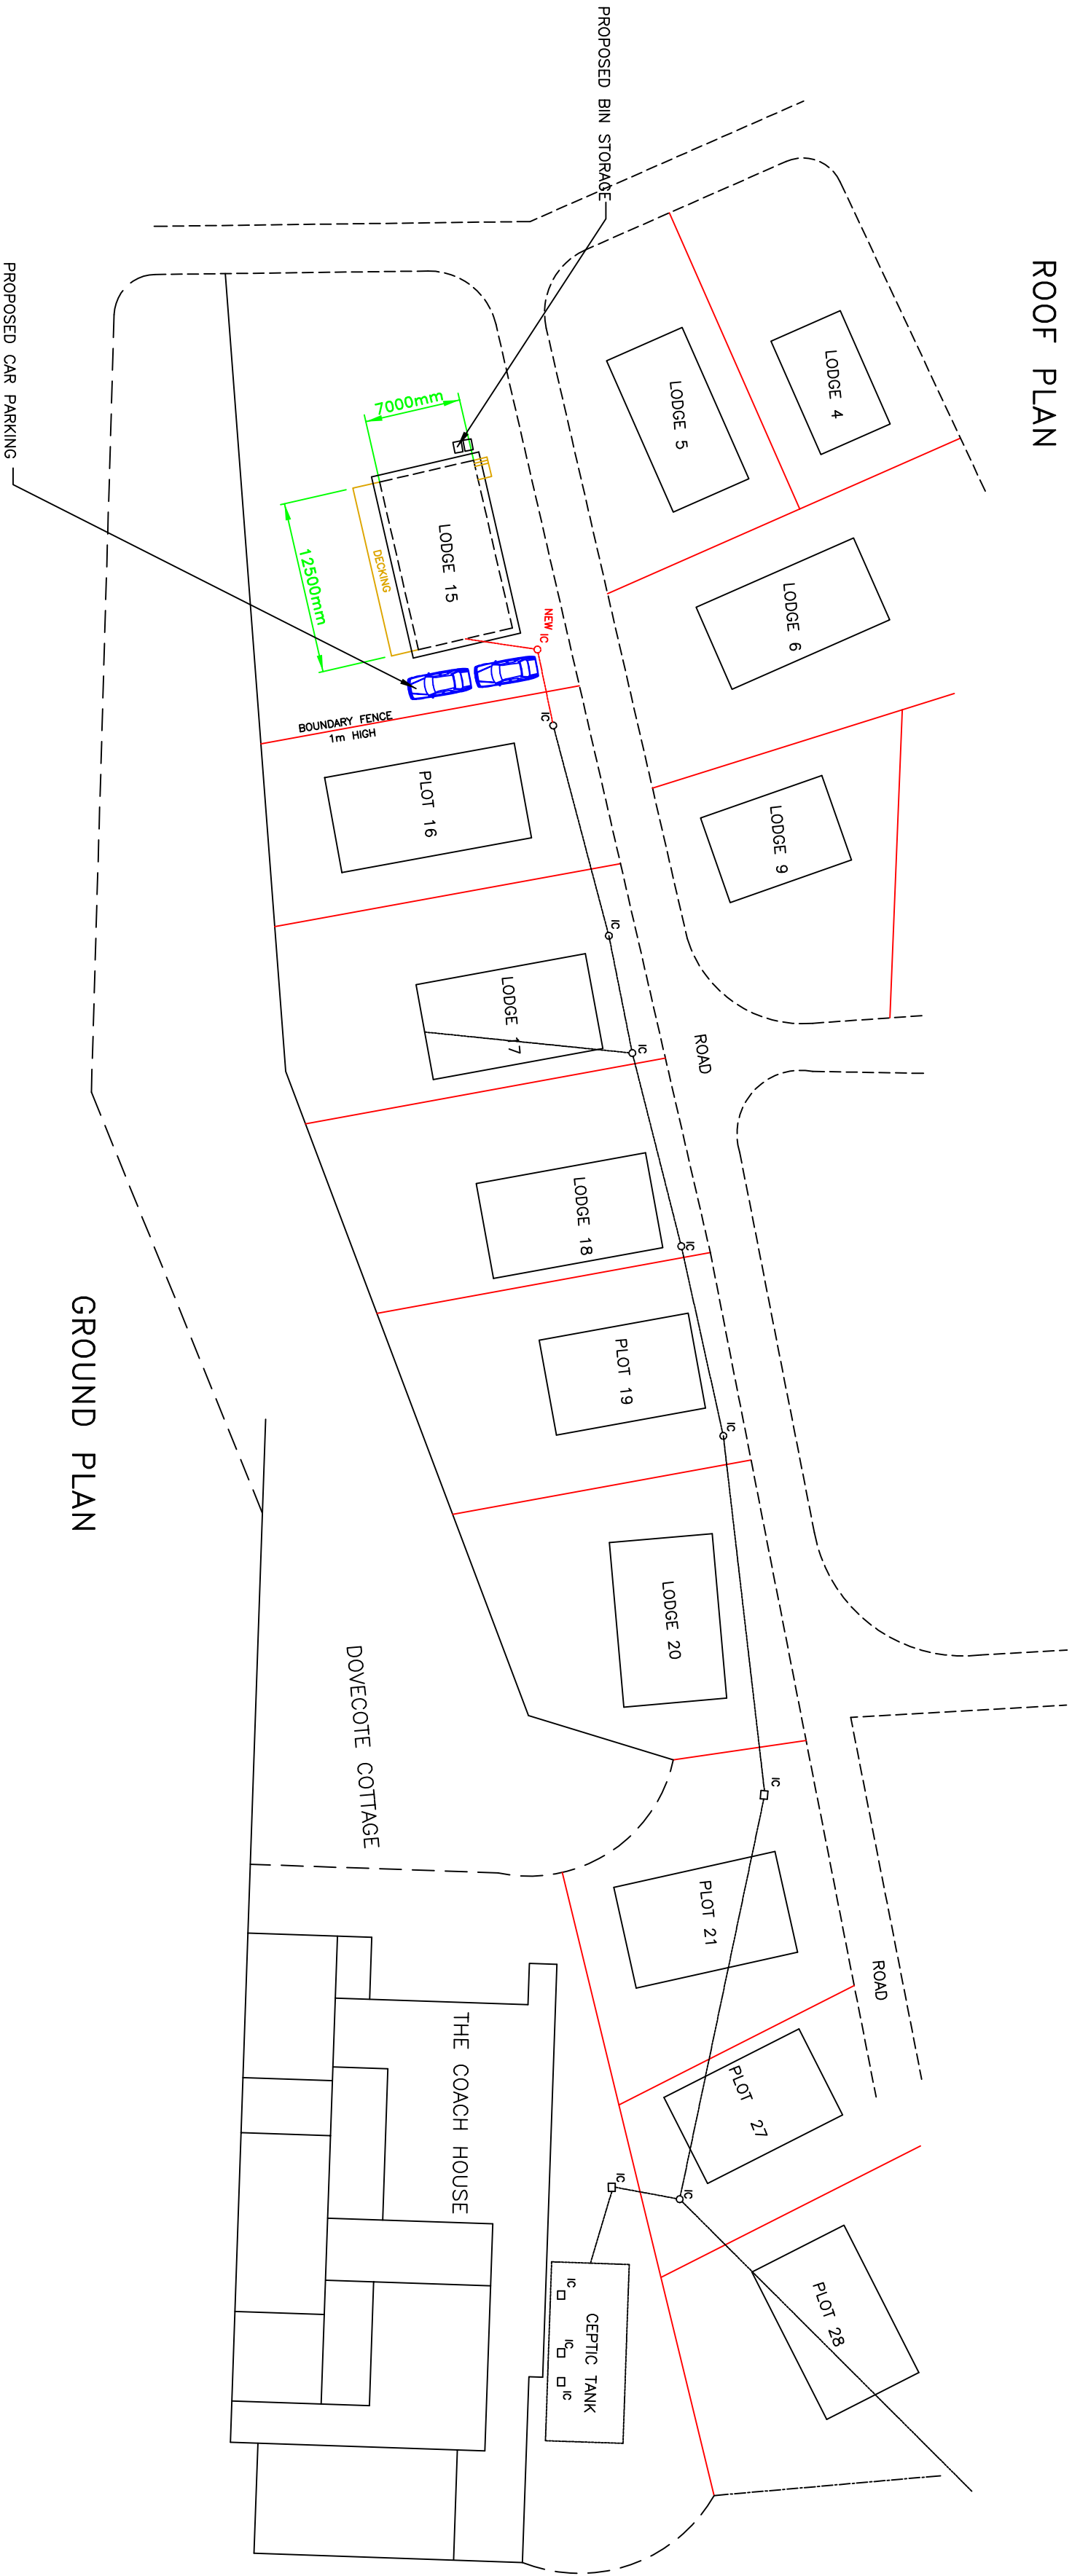 ROOF PLAN
LODGE 4
LODGE 5
LODGE 6
LODGE 9
ROAD
ROAD
PROPOSED BIN STORAGE
7000mm
LODGE 15
DECKING
12500mm
NEW IC
IC
BOUNDARY FENCE
1m HIGH
PLOT 16
IC
LODGE 17
IC
LODGE 18
IC
PLOT 19
IC
LODGE 20
IC
PLOT 21
PLOT 27
IC
IC
PLOT 28
CEPTIC TANK
IC
IC
IC
DOVECOTE COTTAGE
THE COACH HOUSE
PROPOSED CAR PARKING
GROUND PLAN